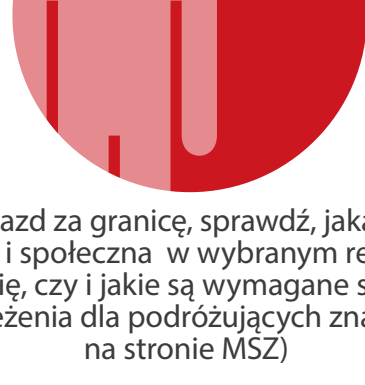 azd za granicę, sprawdź, jak
i społeczna w wybranym re
ię, czy i jakie są wymagane s
eżenia dla podróżujących zna
na stronie MSZ)